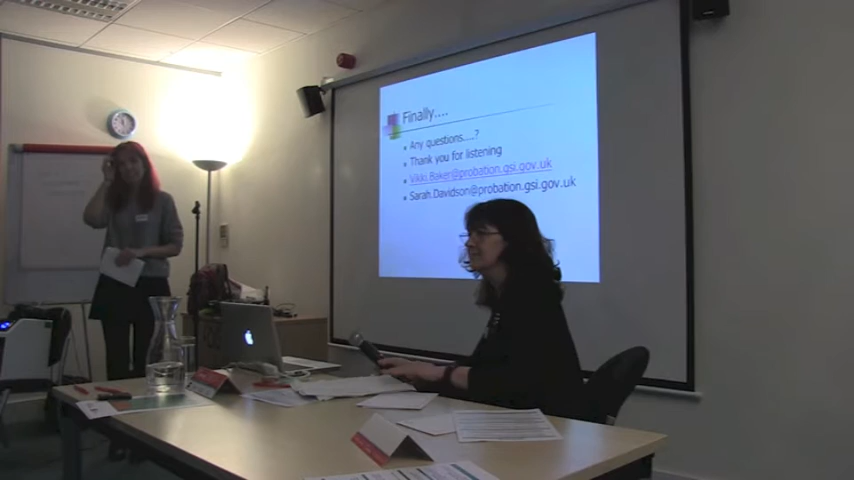 Finally....
Any questions....?
Thank you for listening
Vikki.Baker@probation.gsi.gov.uk
Sarah.Davidson@probation.gsi.gov.uk